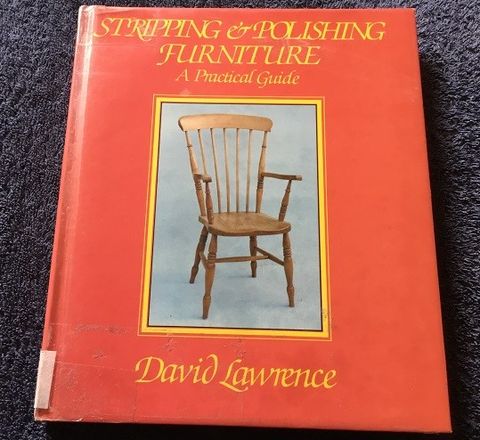 STRIPPING & POLISHING
FURNITURE
A Practical Guide
David Lawrence